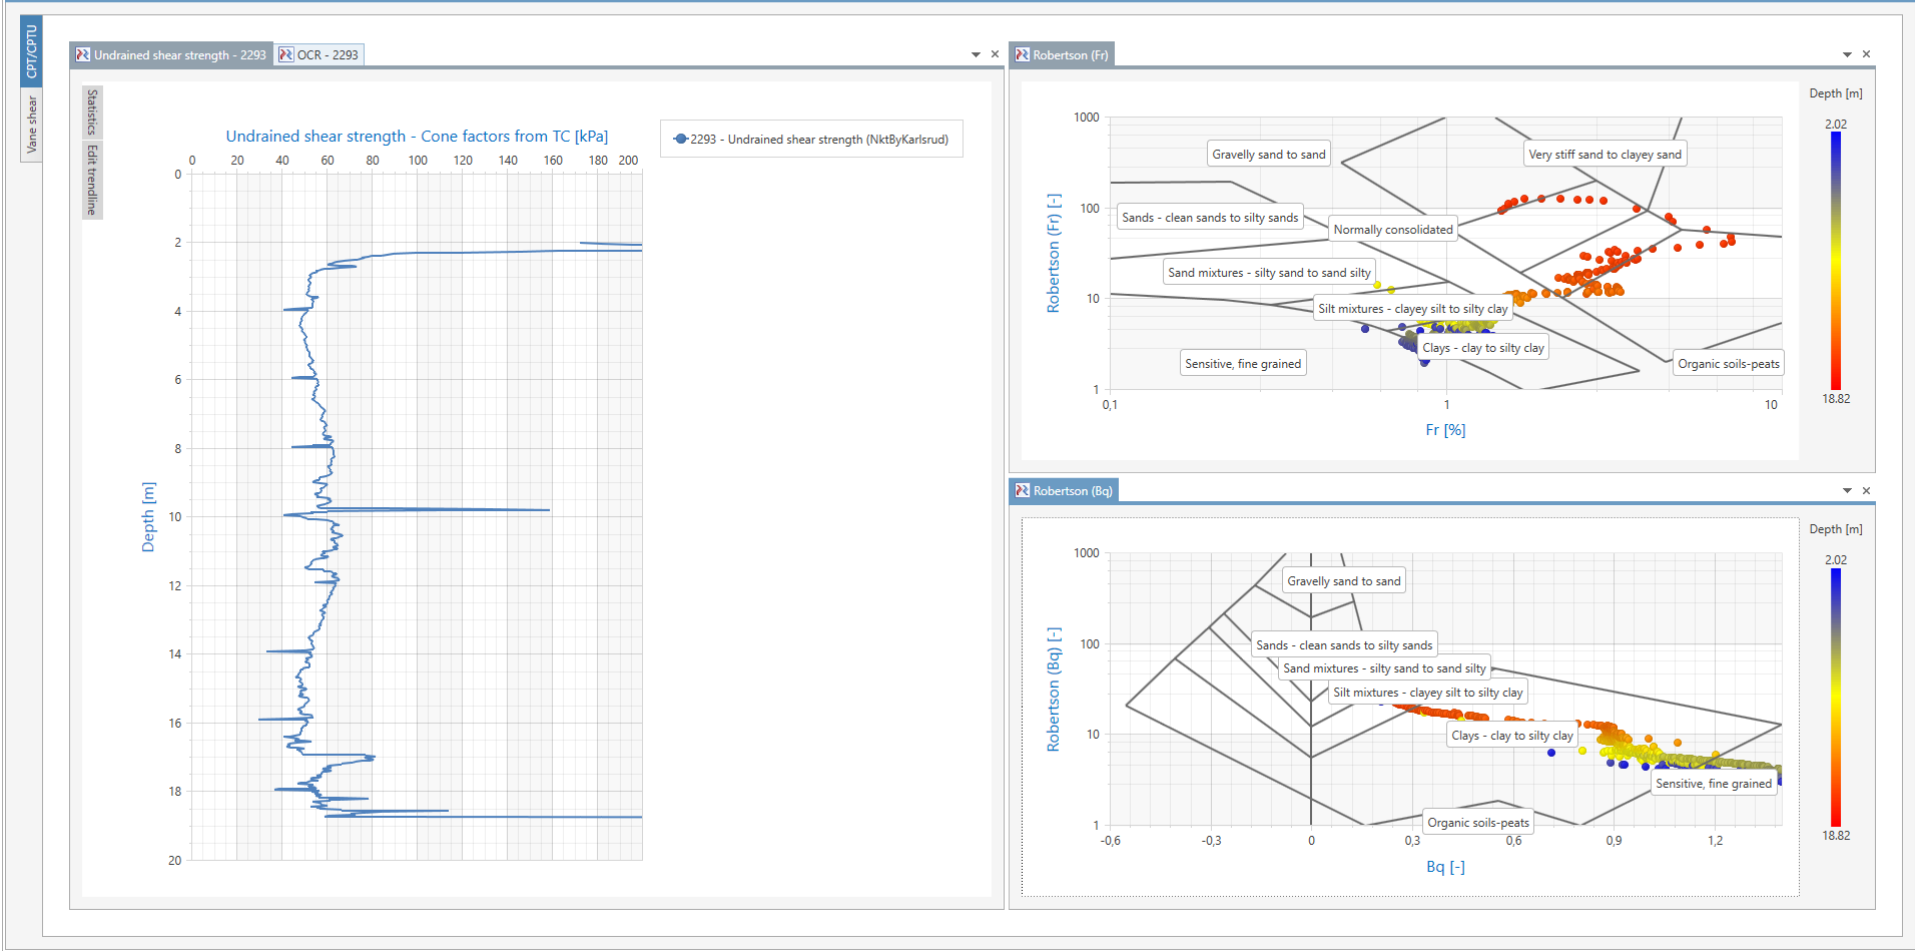 CPT/CPTU
Vane shear
Undrained shear strength - 2293
OCR - 2293
Statistics
Edit trendline
Undrained shear strength - Cone factors from TC [kPa]
0 20 40 60 80 100 120 140 160 180 200
2293 - Undrained shear strength (NktByKarlsrud)
0
2
4
6
8
10
12
14
16
18
20
Depth [m]
Robertson (Fr)
Depth [m]
2.02
18.82
Robertson (Fr) [-]
1000
100
10
1
Gravelly sand to sand
Very stiff sand to clayey sand
Sands - clean sands to silty sands
Normally consolidated
Sand mixtures - silty sand to sand silty
Silt mixtures - clayey silt to silty clay
Clays - clay to silty clay
Sensitive, fine grained
Organic soils-peats
0,1 1 10
Fr [%]
Robertson (Bq)
Depth [m]
2.02
18.82
Robertson (Bq) [-]
1000
100
10
1
Gravelly sand to sand
Sands - clean sands to silty sands
Sand mixtures - silty sand to sand silty
Silt mixtures - clayey silt to silty clay
Clays - clay to silty clay
Sensitive, fine grained
Organic soils-peats
-0,6 -0,3 0 0,3 0,6 0,9 1,2
Bq [-]